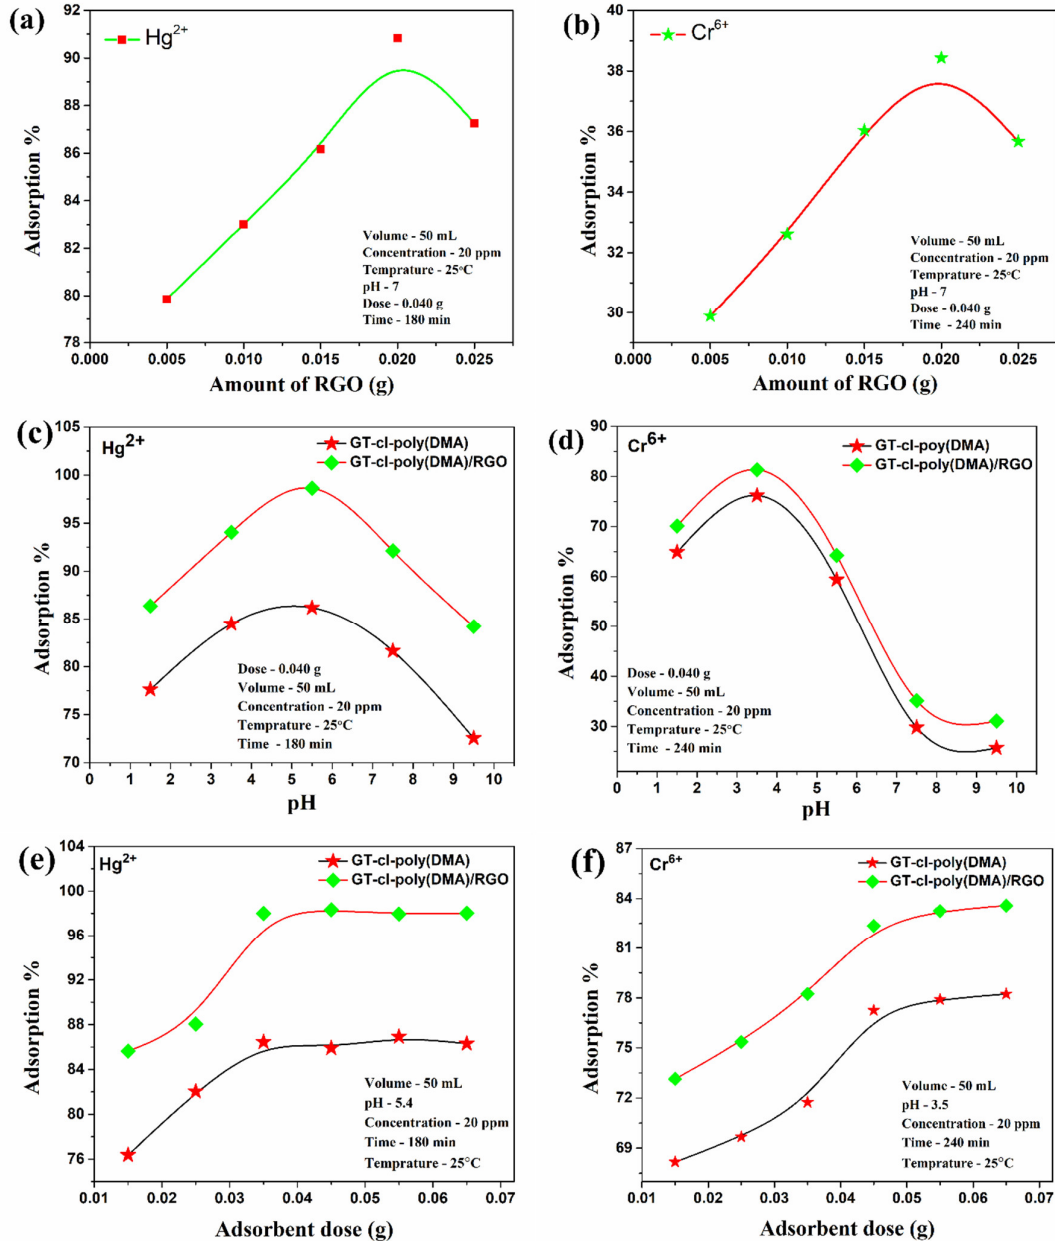 (a)
Hg2+
Adsorption %
92
90
88
86
84
82
80
78
Volume - 50 mL
Concentration - 20 ppm
Temprature - 25°C
pH - 7
Dose - 0.040 g
Time - 180 min
0.000 0.005 0.010 0.015 0.020 0.025
Amount of RGO (g)
(b)
Cr6+
Adsorption %
40
38
36
34
32
30
Volume - 50 mL
Concentration - 20 ppm
Temprature - 25°C
pH - 7
Dose - 0.040 g
Time - 240 min
0.000 0.005 0.010 0.015 0.020 0.025
Amount of RGO (g)
(c)
Hg2+
GT-cl-poly(DMA)
GT-cl-poly(DMA)/RGO
Adsorption %
105
100
95
90
85
80
75
70
Dose - 0.040 g
Volume - 50 mL
Concentration - 20 ppm
Temprature - 25°C
Time - 180 min
0 1 2 3 4 5 6 7 8 9 10
pH
(d)
Cr6+
GT-cl-poy(DMA)
GT-cl-poly(DMA)/RGO
Adsorption %
90
80
70
60
50
40
30
Dose - 0.040 g
Volume - 50 mL
Concentration - 20 ppm
Temprature - 25°C
Time - 240 min
0 1 2 3 4 5 6 7 8 9 10
pH
(e)
Hg2+
GT-cl-poly(DMA)
GT-cl-poly(DMA)/RGO
Adsorption %
104
100
96
92
88
84
80
76
Volume - 50 mL
pH - 5.4
Concentration - 20 ppm
Time - 180 min
Temprature - 25°C
0.01 0.02 0.03 0.04 0.05 0.06 0.07
Adsorbent dose (g)
(f)
Cr6+
GT-cl-poly(DMA)
GT-cl-poly(DMA)/RGO
Adsorption %
87
84
81
78
75
72
69
Volume - 50 mL
pH - 3.5
Concentration - 20 ppm
Time - 240 min
Temprature - 25°C
0.01 0.02 0.03 0.04 0.05 0.06 0.07
Adsorbent dose (g)